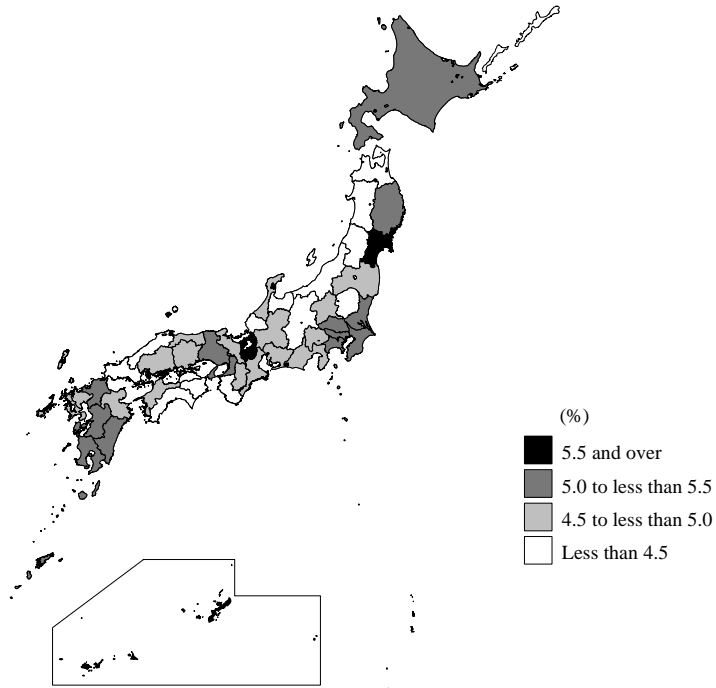 (%)
5.5 and over
5.0 to less than 5.5
4.5 to less than 5.0
Less than 4.5